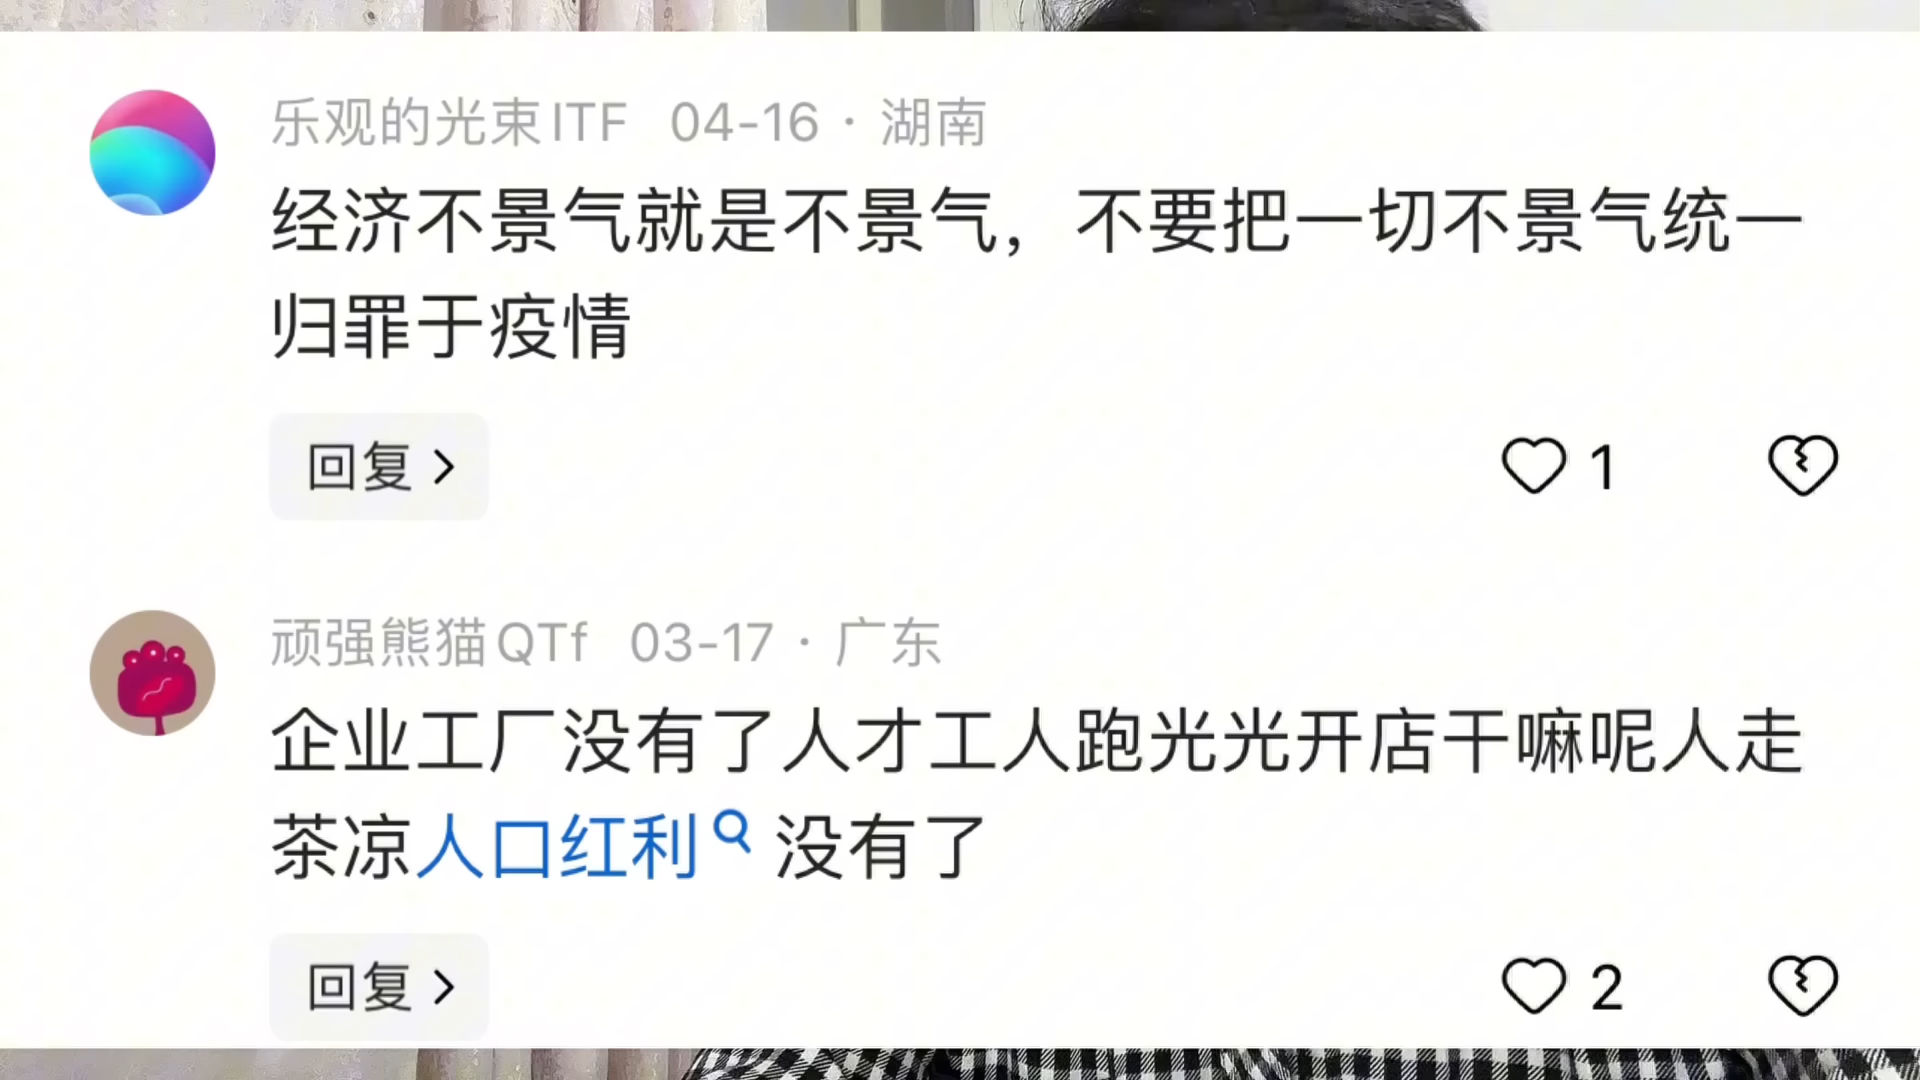 乐观的光束ITF 04-16 · 湖南
经济不景气就是不景气，不要把一切不景气统一
归罪于疫情
回复 >
1
顽强熊猫QTf 03-17 · 广东
企业工厂没有了人才工人跑光光开店干嘛呢人走
茶凉人口红利 没有了
回复 >
2